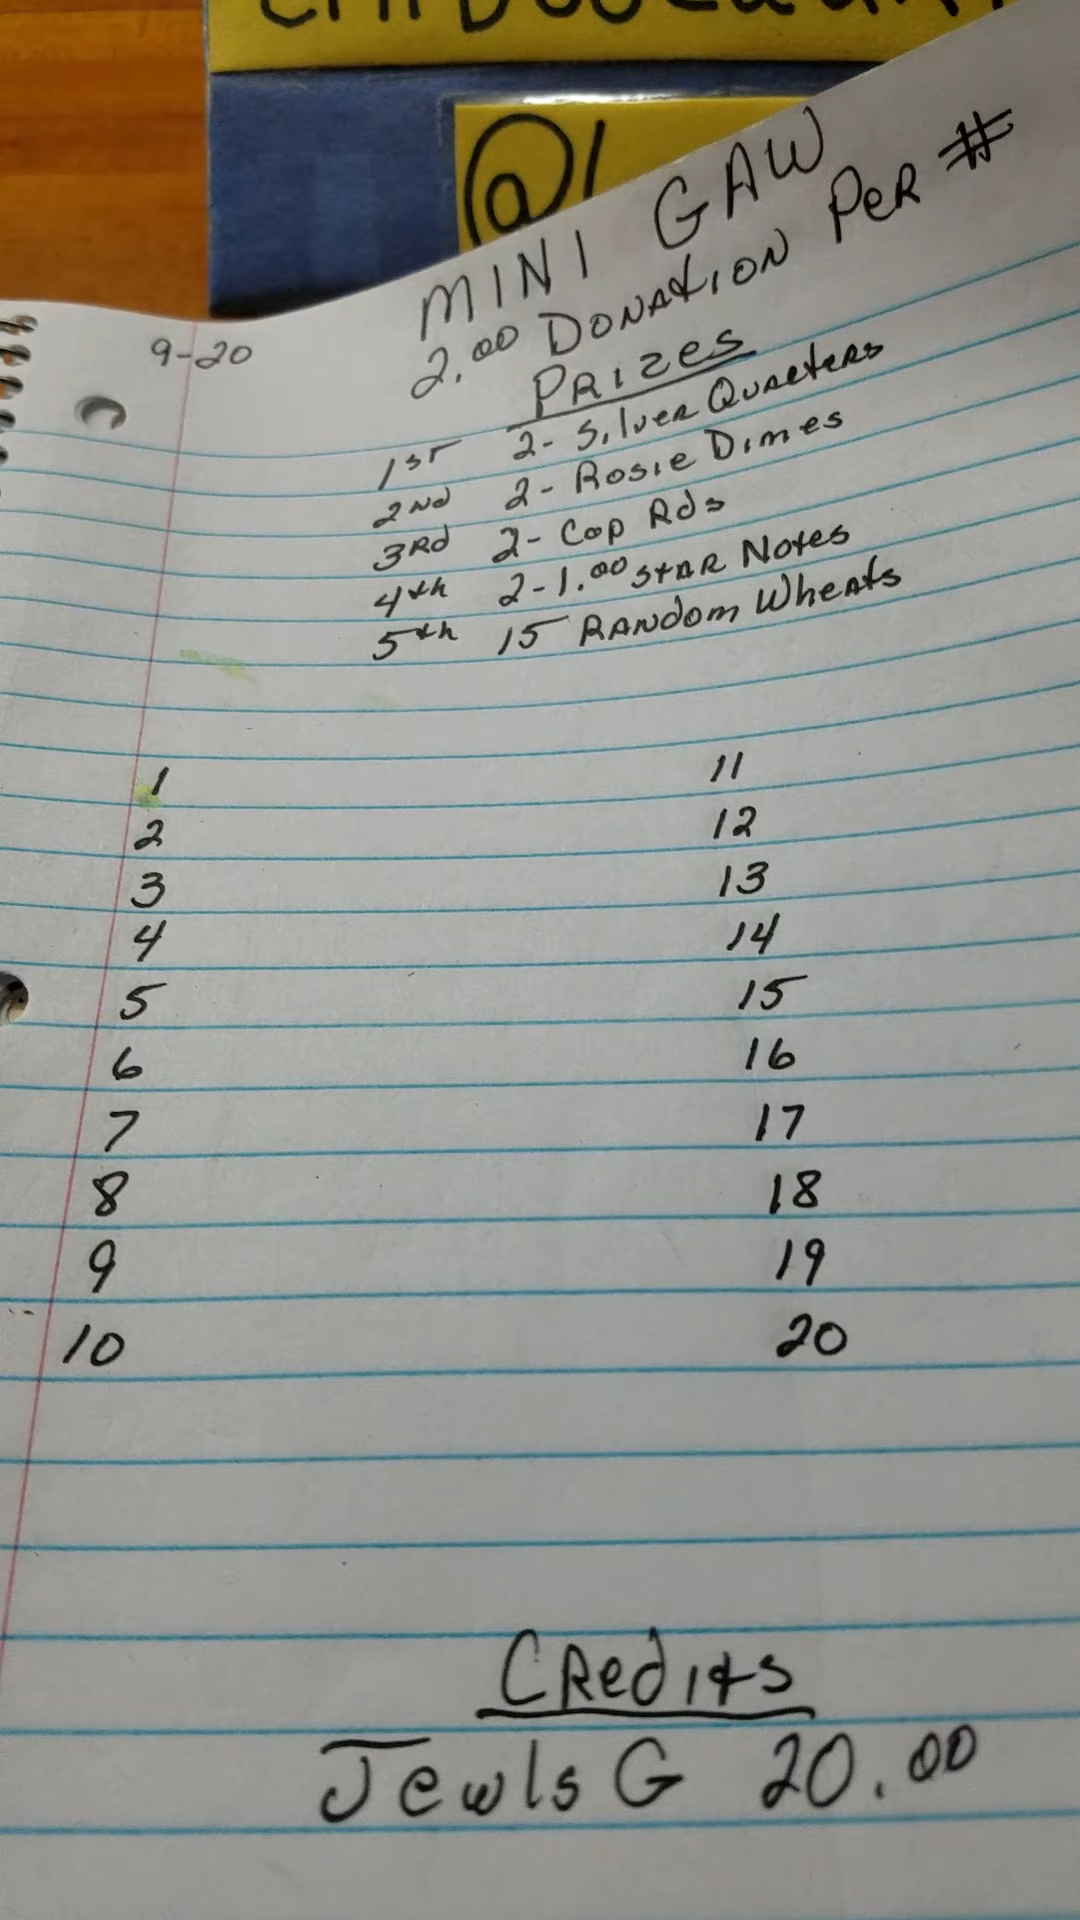 @
MINI GAW
2.00 DONAtION PeR #
9-20
PRIzes
1st 2- SilveR QuaRteRs
2ND 2- Rosie Dimes
3Rd 2- Cop Rds
4th 2-1.00 StAR Notes
5th 15 RANdom WheAts
1 11
2 12
3 13
4 14
5 15
6 16
7 17
8 18
9 19
10 20
CRedits
Jewls G 20.00